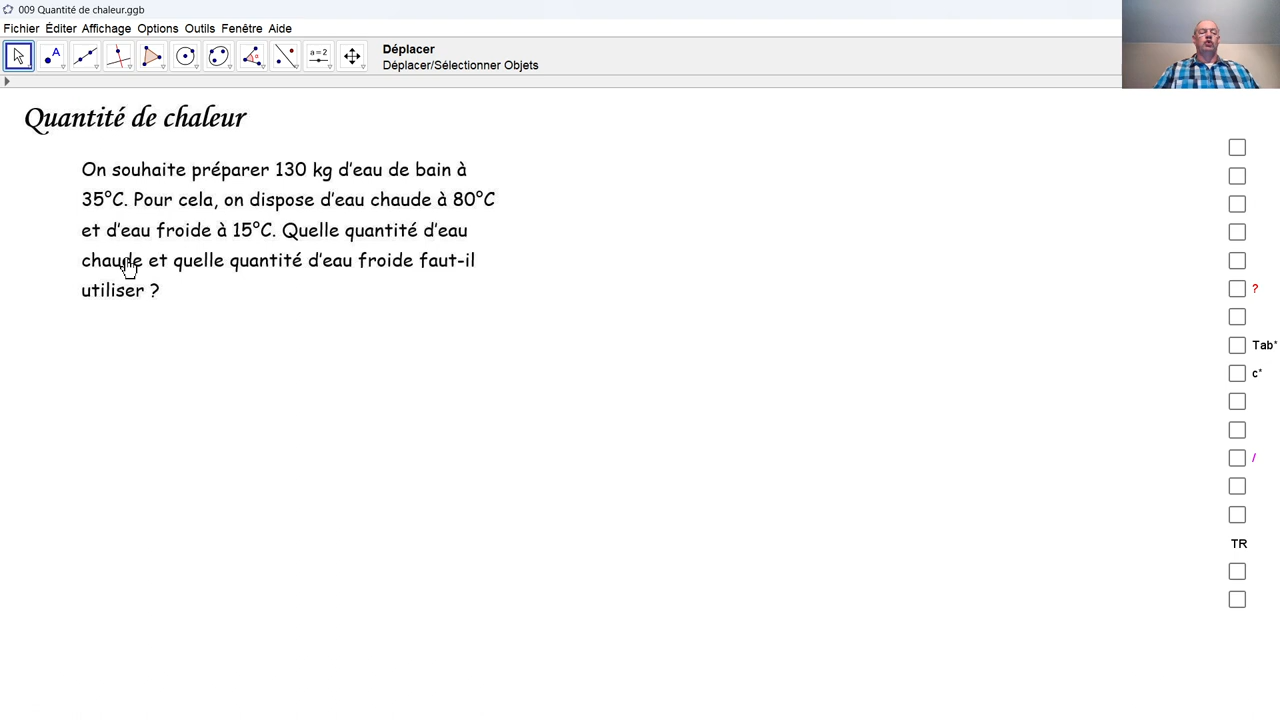 009 Quantité de chaleur.ggb
Fichier Éditer Affichage Options Outils Fenêtre Aide
A a=2 Déplacer
Déplacer/Sélectionner Objets
Quantité de chaleur
On souhaite préparer 130 kg d'eau de bain à
35°C. Pour cela, on dispose d'eau chaude à 80°C
et d'eau froide à 15°C. Quelle quantité d'eau
chaude et quelle quantité d'eau froide faut-il
utiliser ?
?
Tab*
c*
/
TR